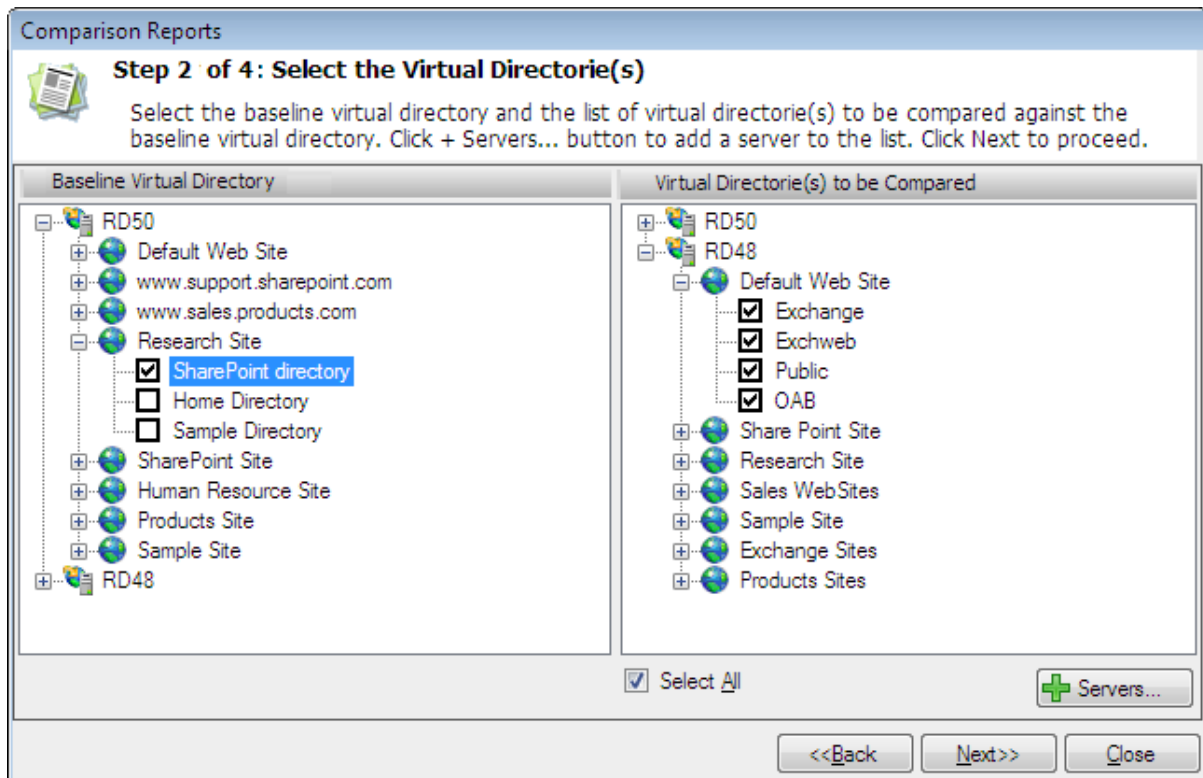 Comparison Reports
Step 2 of 4: Select the Virtual Directorie(s)
Select the baseline virtual directory and the list of virtual directorie(s) to be compared against the
baseline virtual directory. Click + Servers... button to add a server to the list. Click Next to proceed.
Baseline Virtual Directory
RD50
Default Web Site
www.support.sharepoint.com
www.sales.products.com
Research Site
SharePoint directory
Home Directory
Sample Directory
SharePoint Site
Human Resource Site
Products Site
Sample Site
RD48
Virtual Directorie(s) to be Compared
RD50
RD48
Default Web Site
Exchange
Exchweb
Public
OAB
Share Point Site
Research Site
Sales WebSites
Sample Site
Exchange Sites
Products Sites
Select All
Servers...
<<Back
Next>>
Close